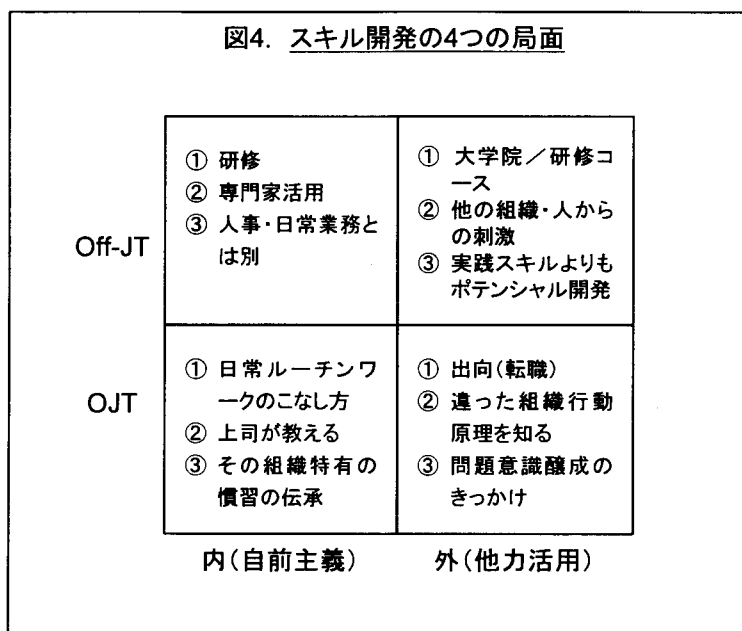 図4. スキル開発の4つの局面
Off-JT
① 研修
② 専門家活用
③ 人事・日常業務と
は別
① 大学院／研修コ
ース
② 他の組織・人から
の刺激
③ 実践スキルよりも
ポテンシャル開発
OJT
① 日常ルーチンワ
ークのこなし方
② 上司が教える
③ その組織特有の
慣習の伝承
① 出向(転職)
② 違った組織行動
原理を知る
③ 問題意識醸成の
きっかけ
内(自前主義)
外(他力活用)